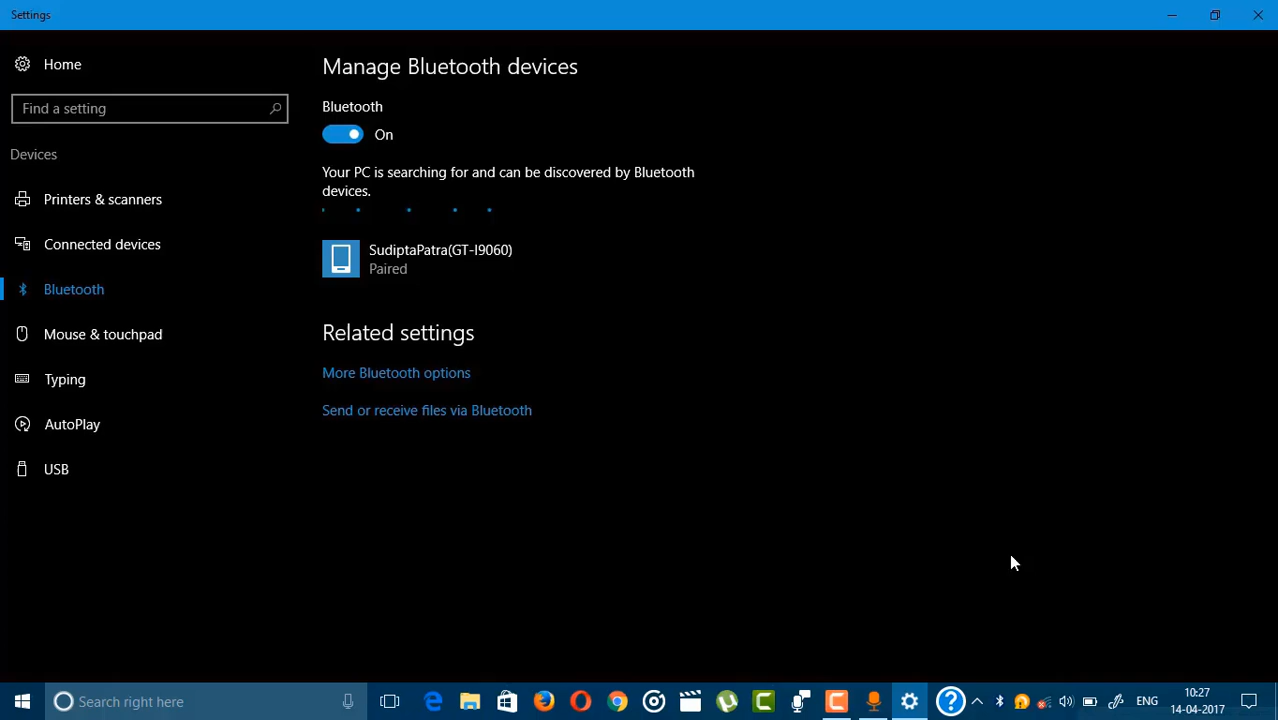 Settings
Home
Find a setting
Devices
Printers & scanners
Connected devices
Bluetooth
Mouse & touchpad
Typing
AutoPlay
USB
Manage Bluetooth devices
Bluetooth
On
Your PC is searching for and can be discovered by Bluetooth
devices.
SudiptaPatra(GT-I9060)
Paired
Related settings
More Bluetooth options
Send or receive files via Bluetooth
Search right here
ENG
10:27
14-04-2017